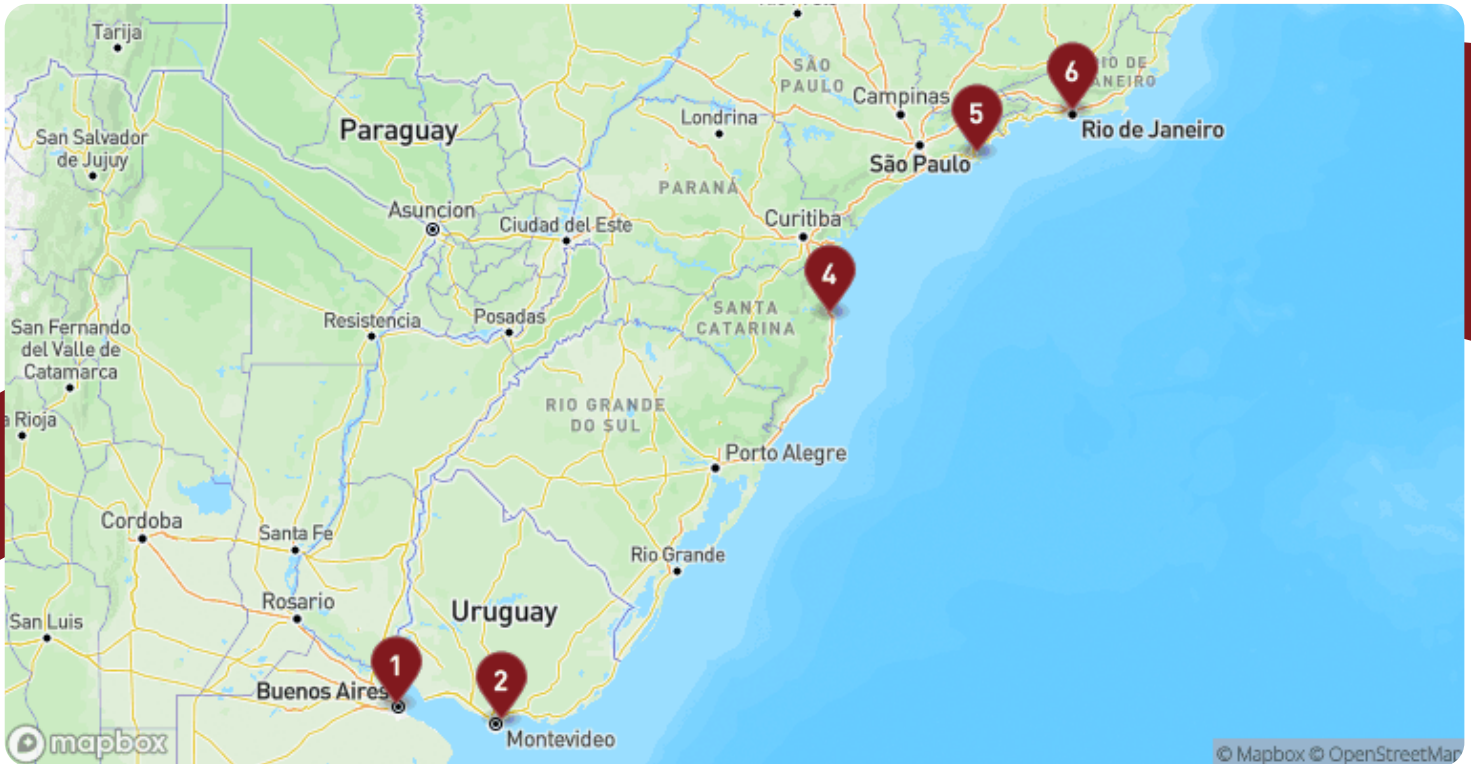 Tarija
SÃO
PAULO
6
IO DE
ANEIRO
Campinas
5
Londrina
Rio de Janeiro
Paraguay
San Salvador
de Jujuy
São Paulo
PARANÁ
Asuncion
Ciudad del Este
Curitiba
4
SANTA
CATARINA
San Fernando
del Valle de
Catamarca
Resistencia
Posadas
a Rioja
RIO GRANDE
DO SUL
Porto Alegre
Cordoba
Santa Fe
Rio Grande
Rosario
Uruguay
San Luis
1
2
Buenos Aires
Montevideo
mapbox
© Mapbox © OpenStreetMap